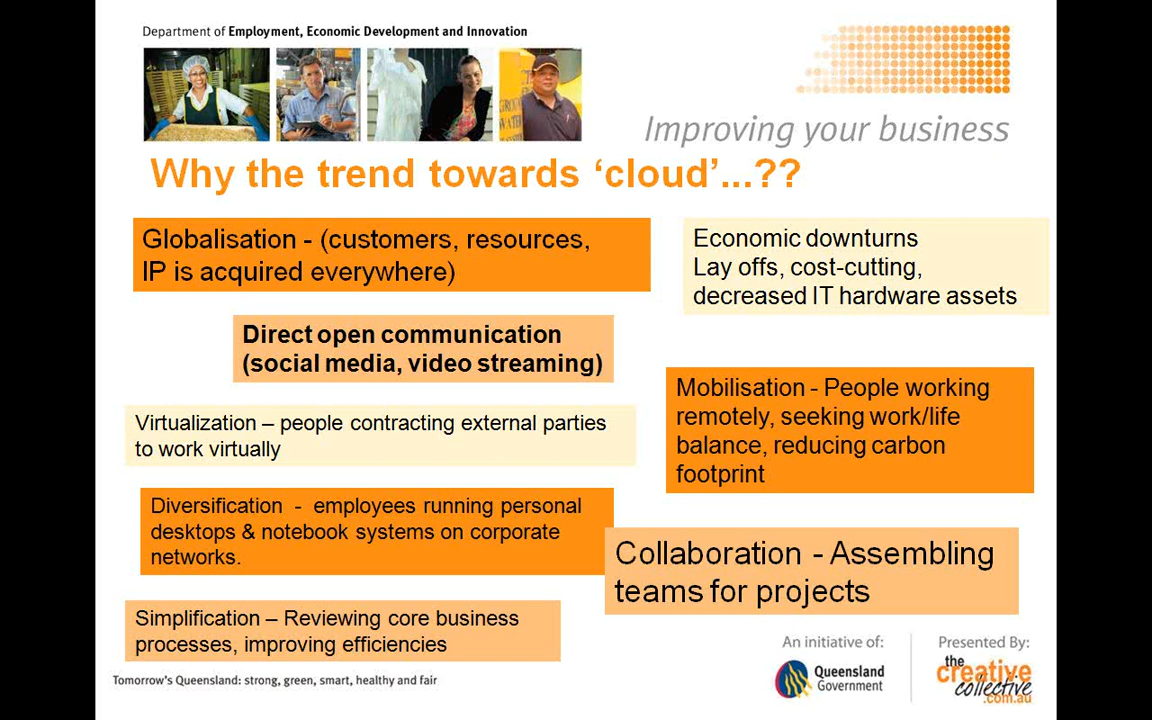 Department of Employment, Economic Development and Innovation
Improving your business
Why the trend towards ‘cloud’...??
Globalisation - (customers, resources,
IP is acquired everywhere)
Economic downturns
Lay offs, cost-cutting,
decreased IT hardware assets
Direct open communication
(social media, video streaming)
Mobilisation - People working
remotely, seeking work/life
balance, reducing carbon
footprint
Virtualization – people contracting external parties
to work virtually
Diversification - employees running personal
desktops & notebook systems on corporate
networks.
Collaboration - Assembling
teams for projects
Simplification – Reviewing core business
processes, improving efficiencies
An initiative of:
Queensland
Government
Presented By:
the
creative
collective
.com.au
Tomorrow's Queensland: strong, green, smart, healthy and fair